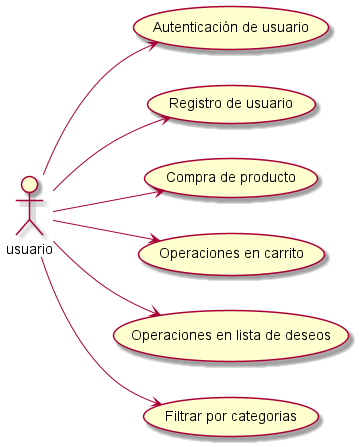 Autenticación de usuario
Registro de usuario
Compra de producto
usuario
Operaciones en carrito
Operaciones en lista de deseos
Filtrar por categorias